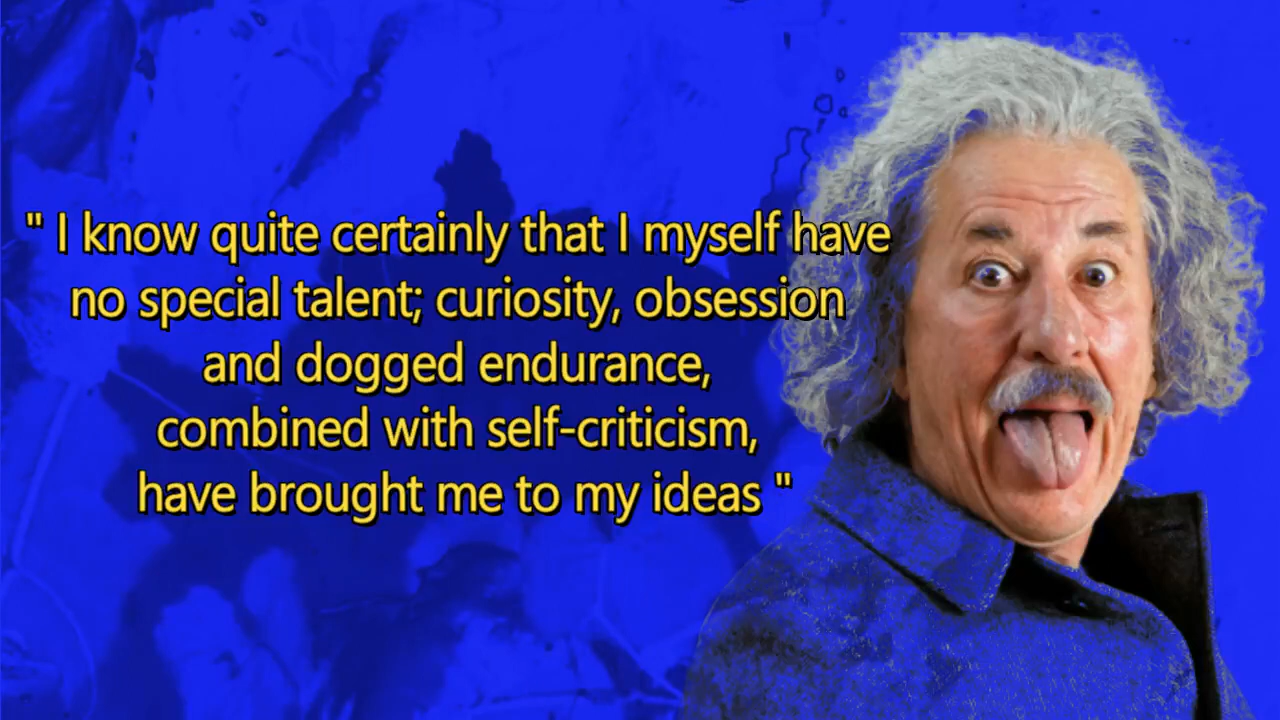 " I know quite certainly that I myself have
no special talent; curiosity, obsession
and dogged endurance,
combined with self-criticism,
have brought me to my ideas "